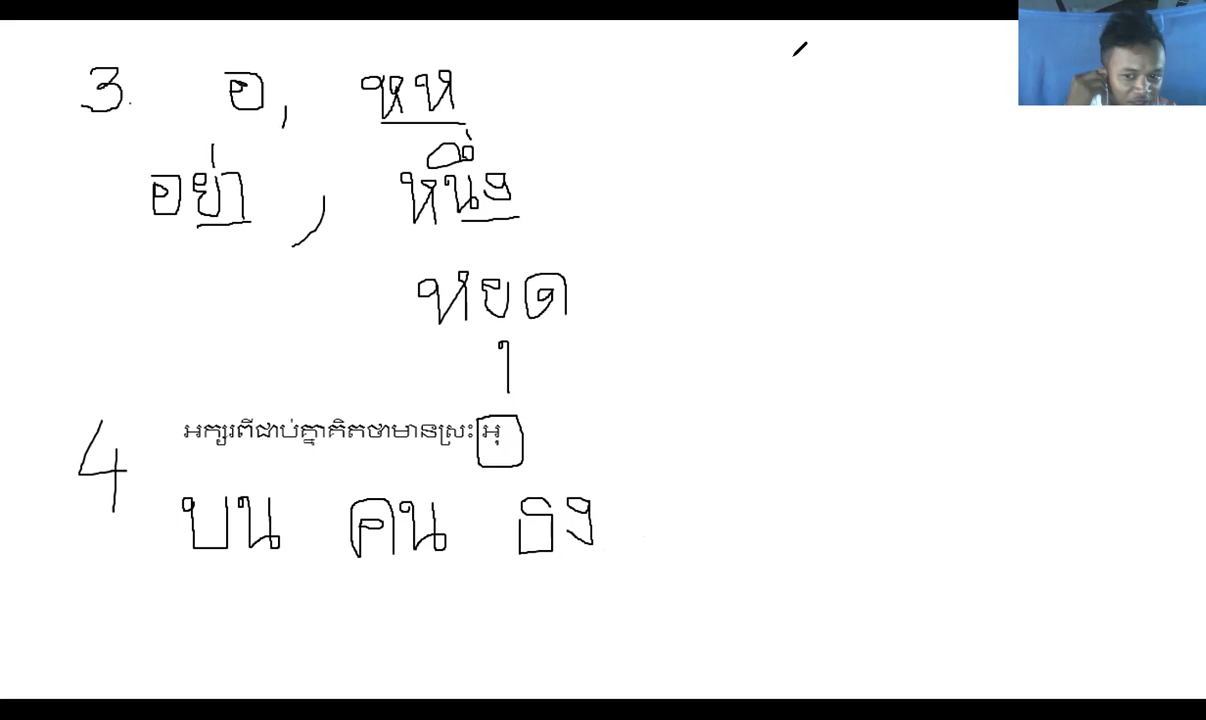 3. อ, หห
อย่า, หนึ่ง
หยด
า
4 អក្សរពីជាប់គ្នាគិតថាមានស្រះ អុ
บน คน ธง